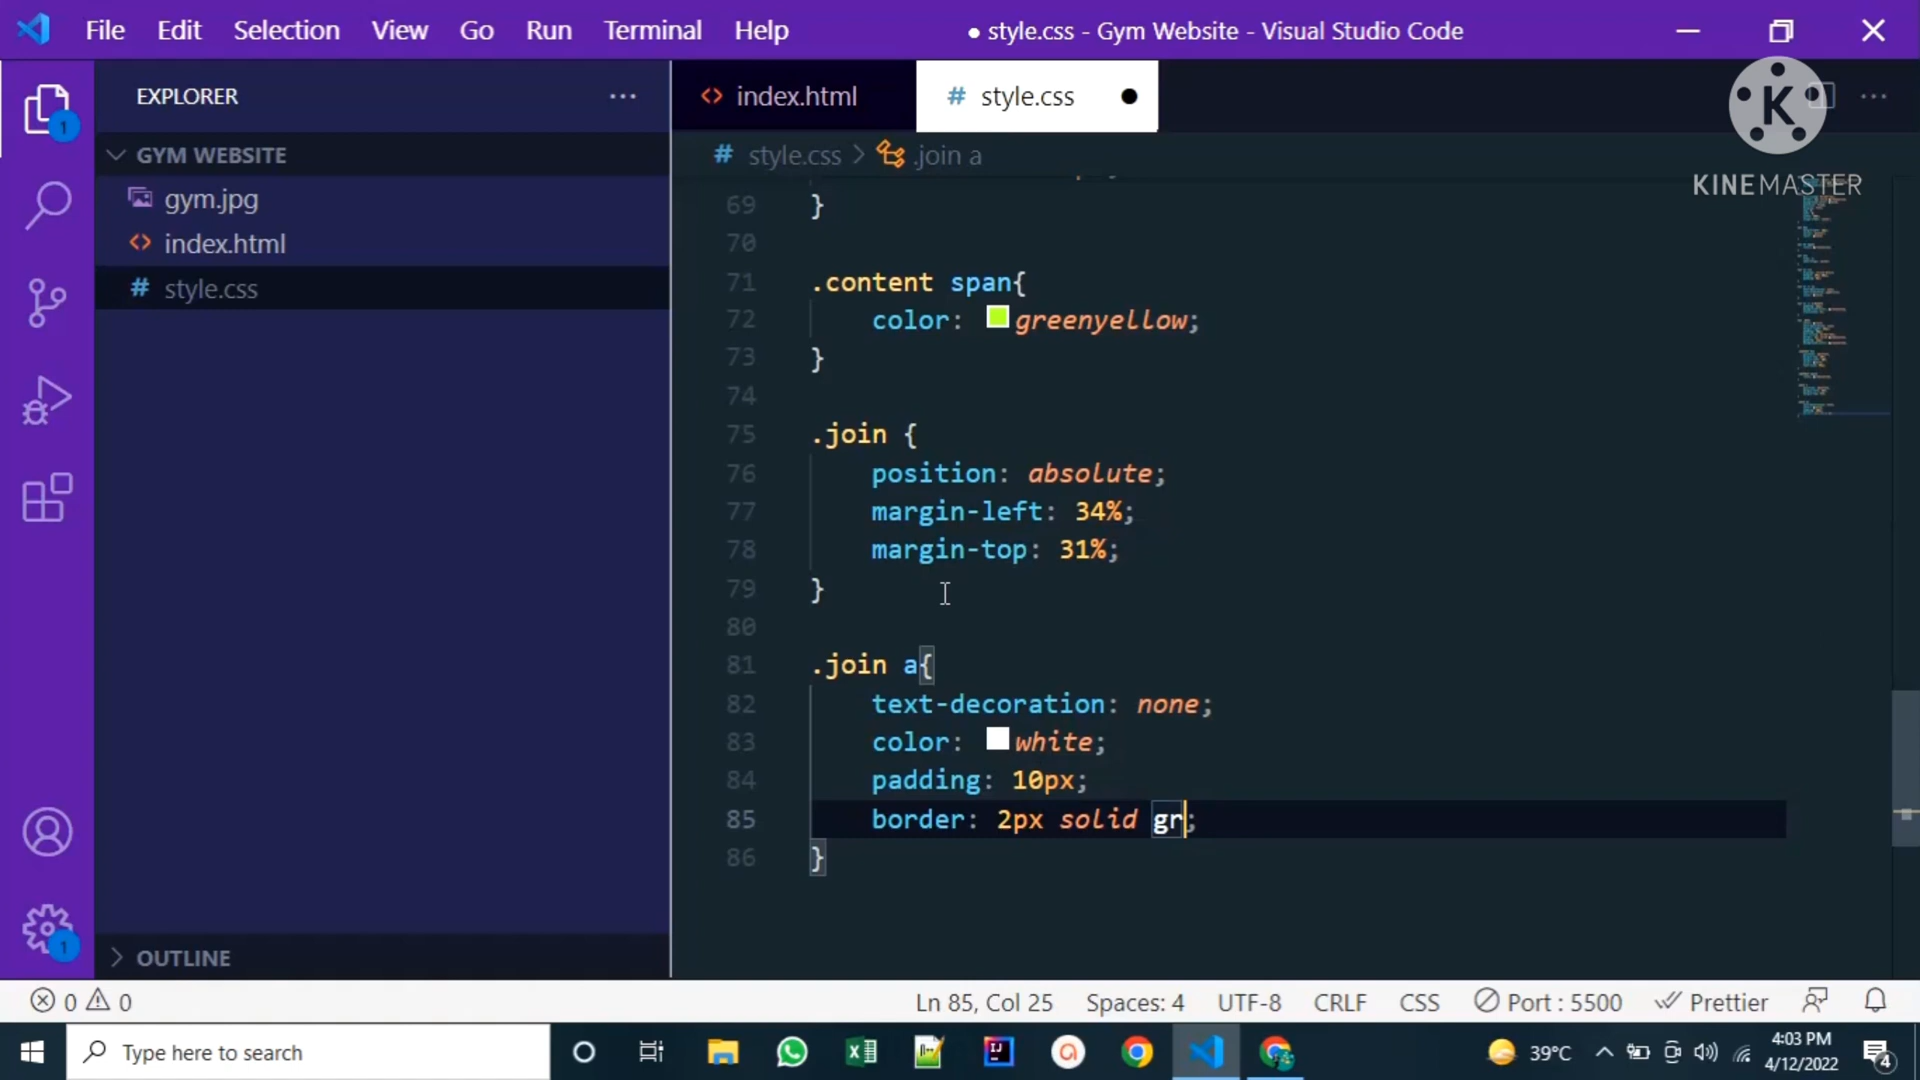 File Edit Selection View Go Run Terminal Help ● style.css - Gym Website - Visual Studio Code
EXPLORER ···
<> index.html # style.css ●
K
KINEMASTER
GYM WEBSITE
gym.jpg
<> index.html
# style.css
OUTLINE
# style.css > .join a
69 }
70
71 .content span{
72 color: greenyellow;
73 }
74
75 .join {
76 position: absolute;
77 margin-left: 34%;
78 margin-top: 31%;
79 }
80
81 .join a{
82 text-decoration: none;
83 color: white;
84 padding: 10px;
85 border: 2px solid gr;
86 }
1
1
0 0 Ln 85, Col 25 Spaces: 4 UTF-8 CRLF CSS Port : 5500 Prettier
Type here to search 39°C 4:03 PM
4/12/2022 4